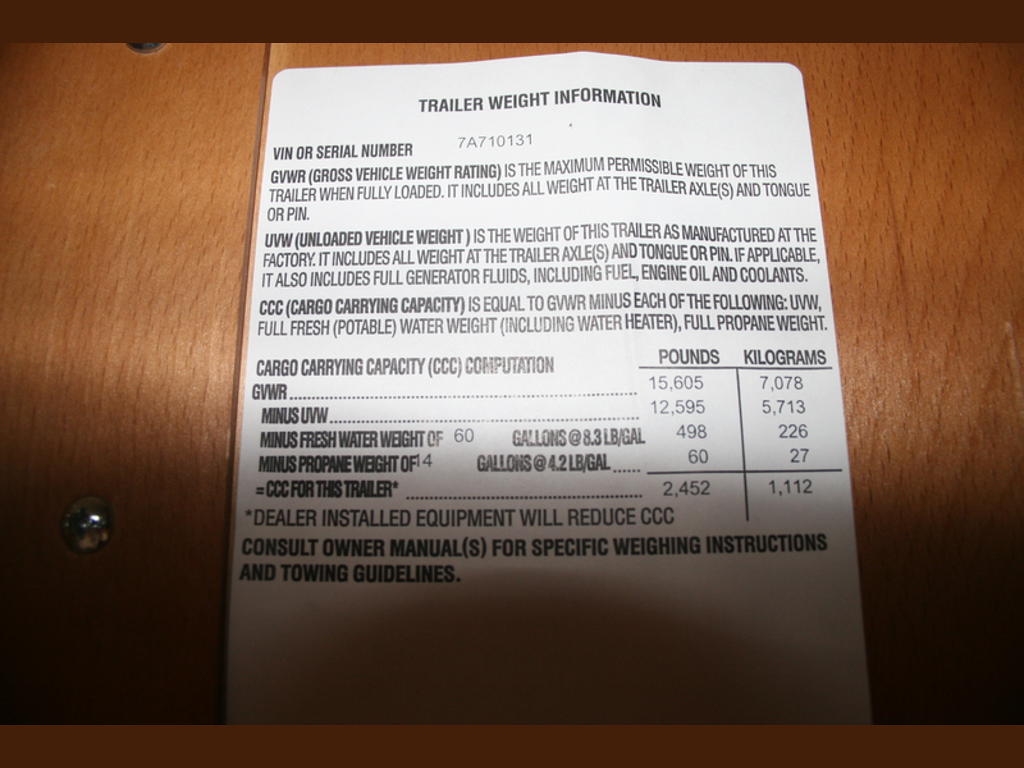 TRAILER WEIGHT INFORMATION
VIN OR SERIAL NUMBER 7A710131
GVWR (GROSS VEHICLE WEIGHT RATING) IS THE MAXIMUM PERMISSIBLE WEIGHT OF THIS
TRAILER WHEN FULLY LOADED. IT INCLUDES ALL WEIGHT AT THE TRAILER AXLE(S) AND TONGUE
OR PIN.
UVW (UNLOADED VEHICLE WEIGHT ) IS THE WEIGHT OF THIS TRAILER AS MANUFACTURED AT THE
FACTORY. IT INCLUDES ALL WEIGHT AT THE TRAILER AXLE(S) AND TONGUE OR PIN. IF APPLICABLE,
IT ALSO INCLUDES FULL GENERATOR FLUIDS, INCLUDING FUEL, ENGINE OIL AND COOLANTS.
CCC (CARGO CARRYING CAPACITY) IS EQUAL TO GVWR MINUS EACH OF THE FOLLOWING: UVW,
FULL FRESH (POTABLE) WATER WEIGHT (INCLUDING WATER HEATER), FULL PROPANE WEIGHT.
CARGO CARRYING CAPACITY (CCC) COMPUTATION POUNDS KILOGRAMS
GVWR 15,605 7,078
MINUS UVW 12,595 5,713
MINUS FRESH WATER WEIGHT OF 60 GALLONS @ 8.3 LB/GAL 498 226
MINUS PROPANE WEIGHT OF 14 GALLONS @ 4.2 LB/GAL 60 27
= CCC FOR THIS TRAILER* 2,452 1,112
*DEALER INSTALLED EQUIPMENT WILL REDUCE CCC
CONSULT OWNER MANUAL(S) FOR SPECIFIC WEIGHING INSTRUCTIONS
AND TOWING GUIDELINES.